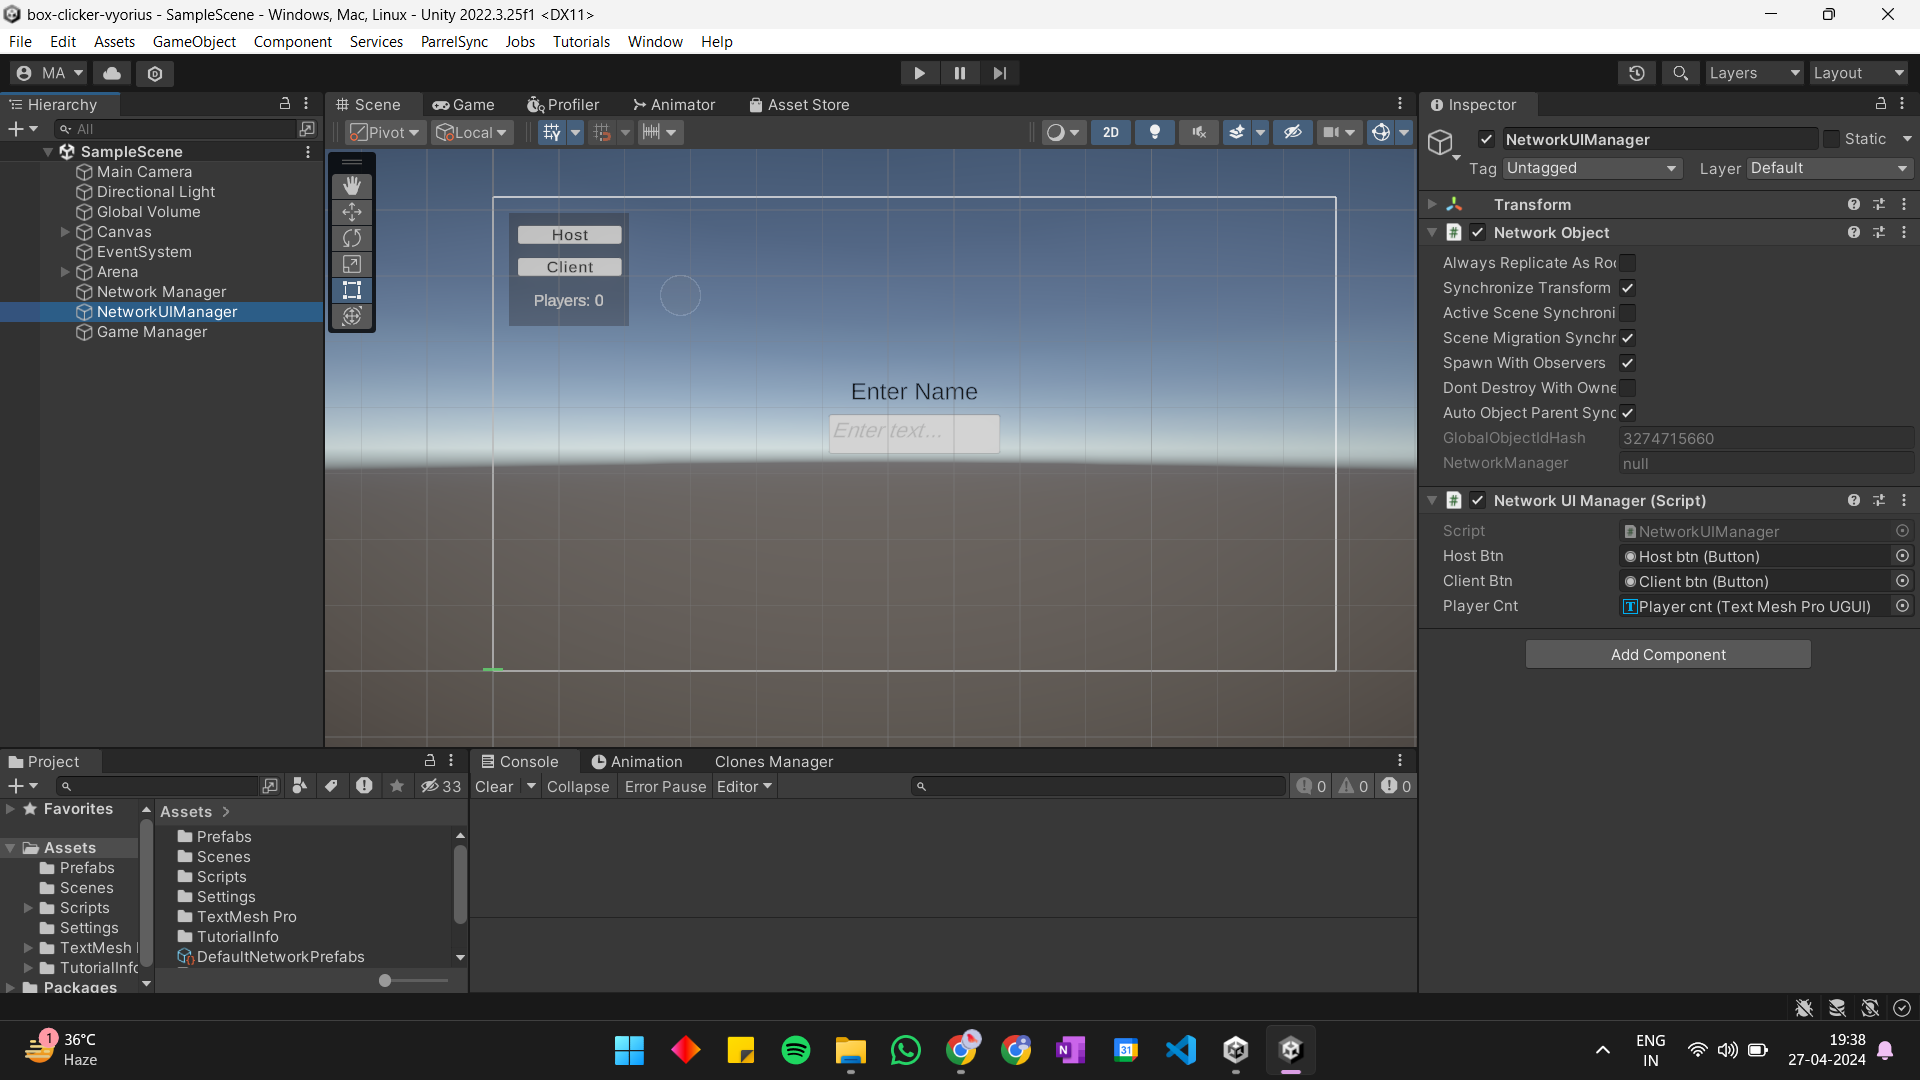 box-clicker-vyorius - SampleScene - Windows, Mac, Linux - Unity 2022.3.25f1 <DX11>
File Edit Assets GameObject Component Services ParrelSync Jobs Tutorials Window Help
MA
Layers
Layout
Hierarchy
All
SampleScene
Main Camera
Directional Light
Global Volume
Canvas
EventSystem
Arena
Network Manager
NetworkUIManager
Game Manager
Scene Game Profiler Animator Asset Store
Pivot Local 2D
Host
Client
Players: 0
Enter Name
Enter text...
Inspector
NetworkUIManager Static
Tag Untagged Layer Default
Transform
Network Object
Always Replicate As Roo
Synchronize Transform
Active Scene Synchroni
Scene Migration Synchr
Spawn With Observers
Dont Destroy With Owne
Auto Object Parent Sync
GlobalObjectIdHash 3274715660
NetworkManager null
Network UI Manager (Script)
Script NetworkUIManager
Host Btn Host btn (Button)
Client Btn Client btn (Button)
Player Cnt Player cnt (Text Mesh Pro UGUI)
Add Component
Project
33
Favorites
Assets
Prefabs
Scenes
Scripts
Settings
TextMesh
TutorialInfo
Packages
Assets >
Prefabs
Scenes
Scripts
Settings
TextMesh Pro
TutorialInfo
DefaultNetworkPrefabs
Console Animation Clones Manager
Clear Collapse Error Pause Editor 0 0 0
1
36°C
Haze
31
ENG
IN
19:38
27-04-2024